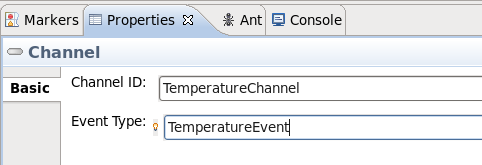 Markers Properties Ant Console
Channel
Basic
Channel ID: TemperatureChannel
Event Type: TemperatureEvent